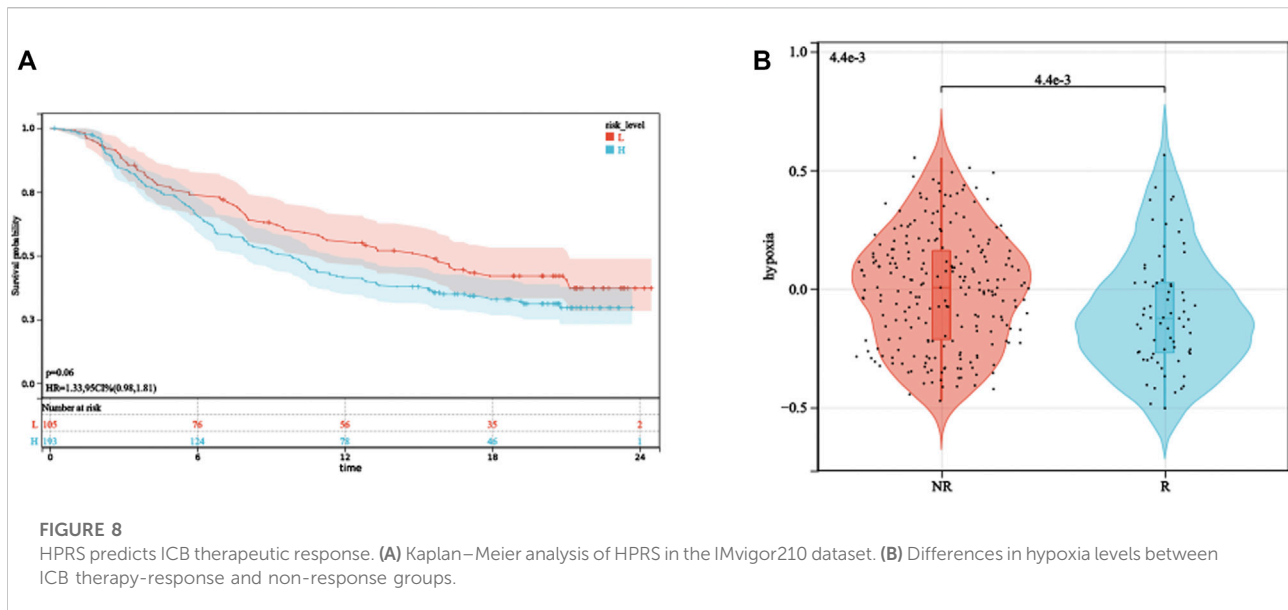 A
1.0
0.8
0.5
0.3
0.0
Survival probability
risk_level
L
H
p=0.06
HR=1.33,95CI%(0.98,1.81)
Number at risk
L 105 76 56 35 2
H 193 124 78 46 1
0 6 12 18 24
time
B
4.4e-3
4.4e-3
1.0
0.5
0.0
−0.5
hypoxia
NR R
FIGURE 8
HPRS predicts ICB therapeutic response. (A) Kaplan–Meier analysis of HPRS in the IMvigor210 dataset. (B) Differences in hypoxia levels between
ICB therapy-response and non-response groups.